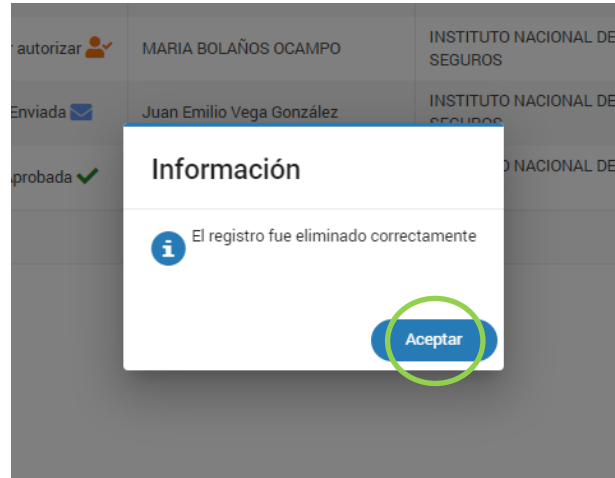 autorizar
MARIA BOLAÑOS OCAMPO
INSTITUTO NACIONAL DE
SEGUROS
Enviada
Juan Emilio Vega González
INSTITUTO NACIONAL DE
SEGUROS
probada
NACIONAL DE
Información
El registro fue eliminado correctamente
Aceptar